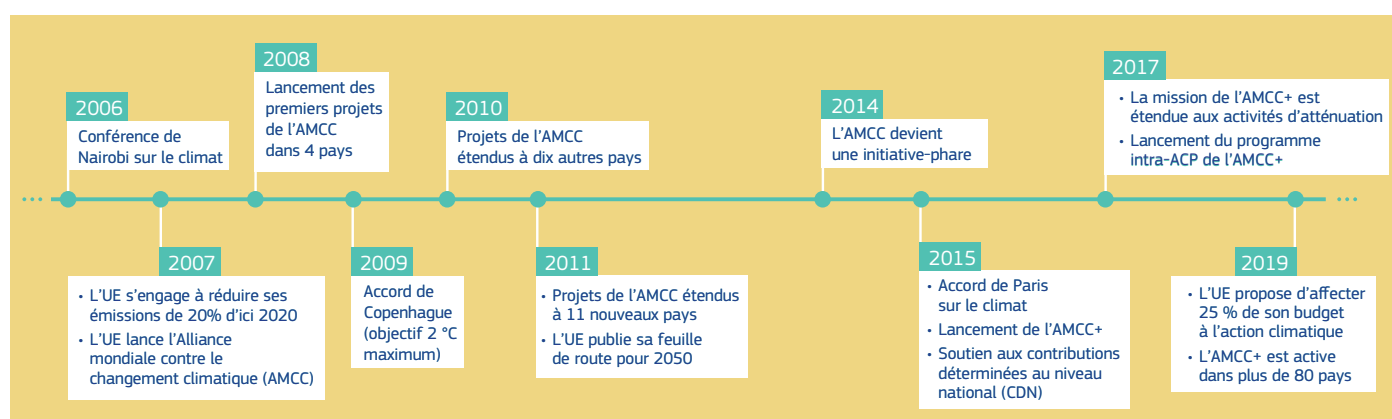 2006
Conférence de
Nairobi sur le climat
2007
• L’UE s’engage à réduire ses
émissions de 20% d’ici 2020
• L’UE lance l’Alliance
mondiale contre le
changement climatique (AMCC)
2008
Lancement des
premiers projets
de l’AMCC
dans 4 pays
2009
Accord de
Copenhague
(objectif 2 °C
maximum)
2010
Projets de l’AMCC
étendus à dix autres pays
2011
• Projets de l’AMCC étendus
à 11 nouveaux pays
• L’UE publie sa feuille
de route pour 2050
2014
L’AMCC devient
une initiative-phare
2015
• Accord de Paris
sur le climat
• Lancement de l’AMCC+
• Soutien aux contributions
déterminées au niveau
national (CDN)
2017
• La mission de l’AMCC+ est
étendue aux activités d’atténuation
• Lancement du programme
intra-ACP de l’AMCC+
2019
• L’UE propose d’affecter
25 % de son budget
à l’action climatique
• L’AMCC+ est active
dans plus de 80 pays